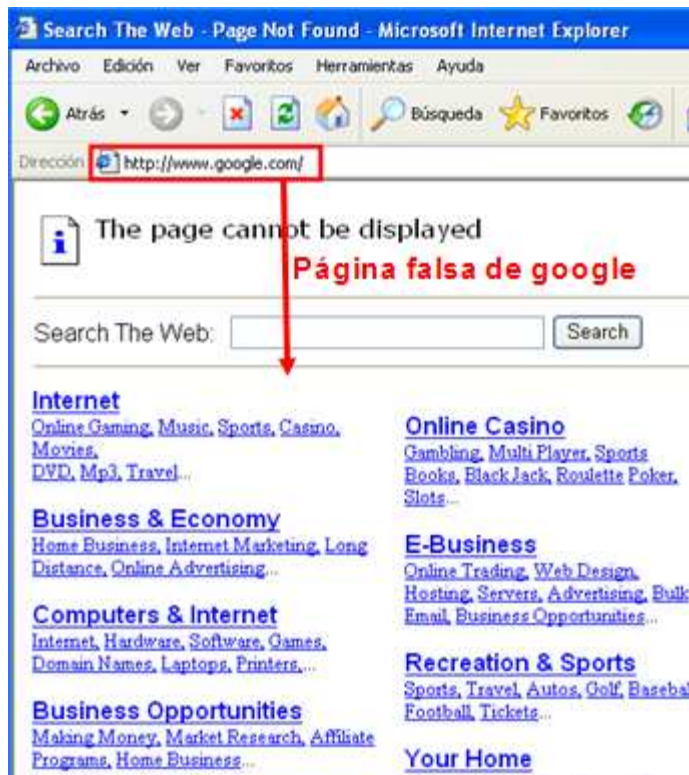 Search The Web - Page Not Found - Microsoft Internet Explorer
Archivo Edición Ver Favoritos Herramientas Ayuda
Atrás Búsqueda Favoritos
Dirección http://www.google.com/
The page cannot be displayed
Página falsa de google
Search The Web: Search
Internet
Online Gaming, Music, Sports, Casino,
Movies,
DVD, Mp3, Travel...
Business & Economy
Home Business, Internet Marketing, Long
Distance, Online Advertising...
Computers & Internet
Internet, Hardware, Software, Games,
Domain Names, Laptops, Printers,...
Business Opportunities
Making Money, Market Research, Affiliate
Programs, Home Business...
Online Casino
Gambling, Multi Player, Sports
Books, Black Jack, Roulette Poker,
Slots...
E-Business
Online Trading, Web Design,
Hosting, Servers, Advertising, Bulk
Email, Business Opportunities...
Recreation & Sports
Sports, Travel, Autos, Golf,
Football, Tickets...
Your Home